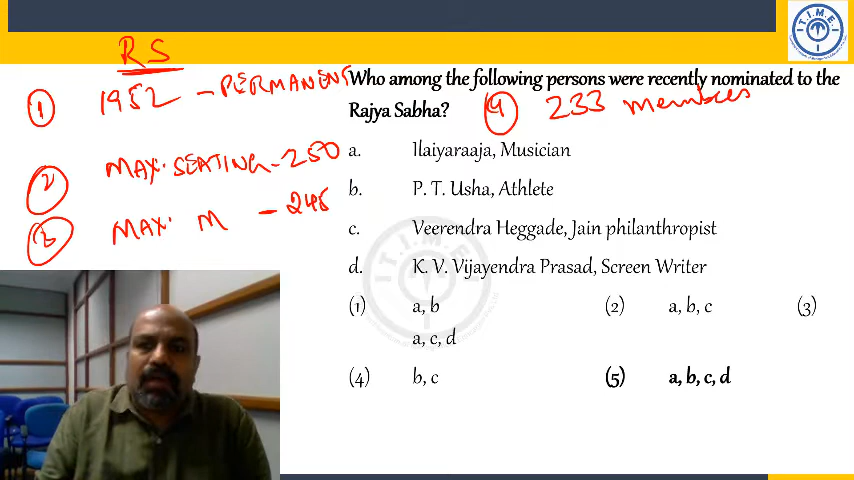 I.T.I.M.E.
RS
① 1952 - PERMANENT
② MAX. SEATING - 250
③ MAX. M - 245
④ 233 members
Who among the following persons were recently nominated to the
Rajya Sabha?
a. Ilaiyaraaja, Musician
b. P. T. Usha, Athlete
c. Veerendra Heggade, Jain philanthropist
d. K. V. Vijayendra Prasad, Screen Writer
(1) a, b (2) a, b, c (3)
a, c, d
(4) b, c (5) a, b, c, d